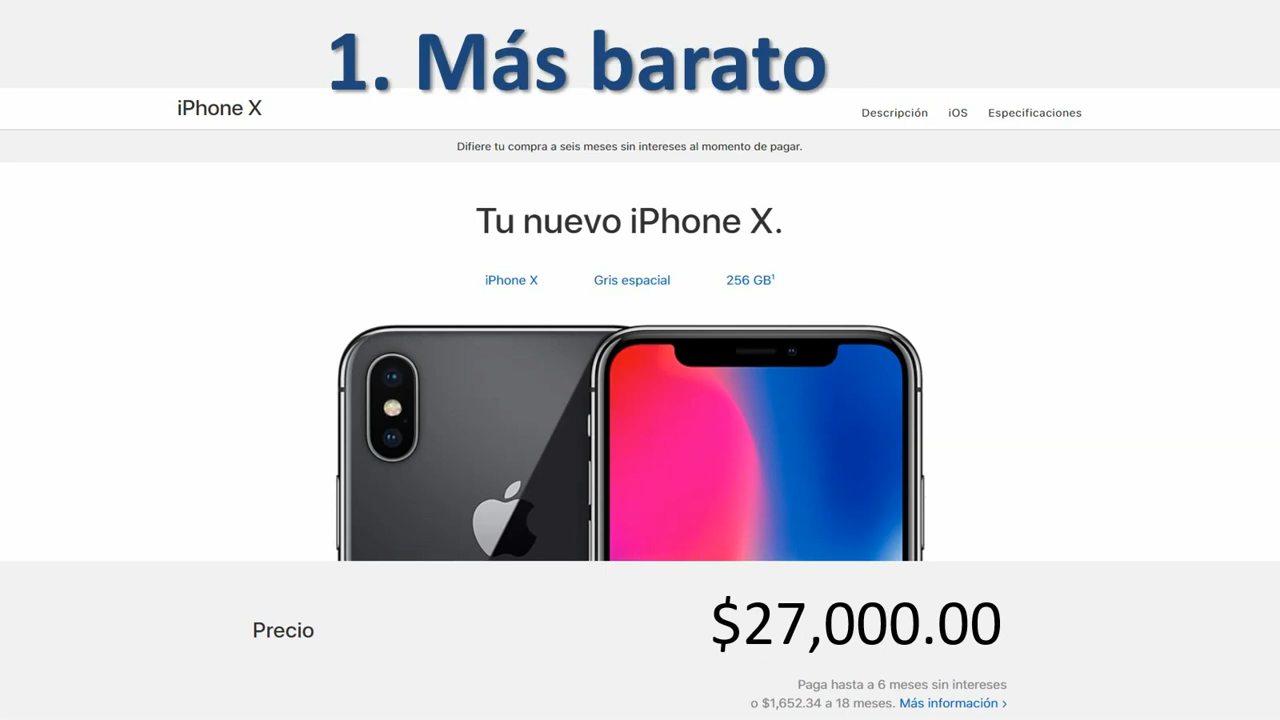 1. Más barato
iPhone X
Descripción iOS Especificaciones
Difiere tu compra a seis meses sin intereses al momento de pagar.
Tu nuevo iPhone X.
iPhone X Gris espacial 256 GB¹
Precio
$27,000.00
Paga hasta a 6 meses sin intereses
o $1,652.34 a 18 meses. Más información ›